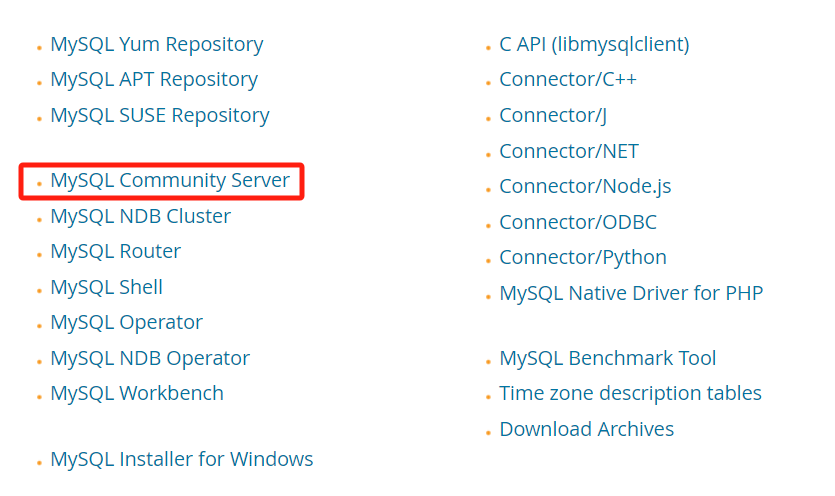 MySQL Yum Repository
MySQL APT Repository
MySQL SUSE Repository
MySQL Community Server
MySQL NDB Cluster
MySQL Router
MySQL Shell
MySQL Operator
MySQL NDB Operator
MySQL Workbench
MySQL Installer for Windows
C API (libmysqlclient)
Connector/C++
Connector/J
Connector/NET
Connector/Node.js
Connector/ODBC
Connector/Python
MySQL Native Driver for PHP
MySQL Benchmark Tool
Time zone description tables
Download Archives